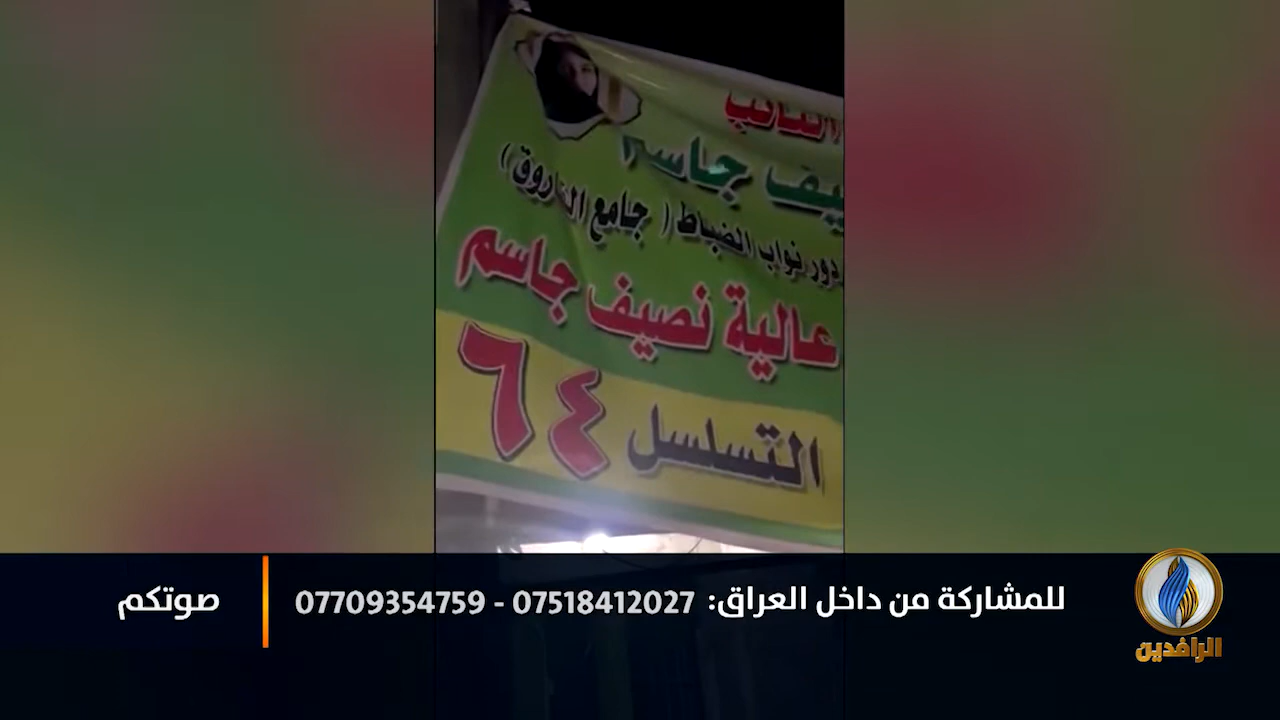 النائب
يف جاسم
دور نواب الضباط ( جامع الفاروق )
عالية نصيف جاسم
التسلسل ٦٤
للمشاركة من داخل العراق: 07518412027 - 07709354759
صوتكم
الرافدين